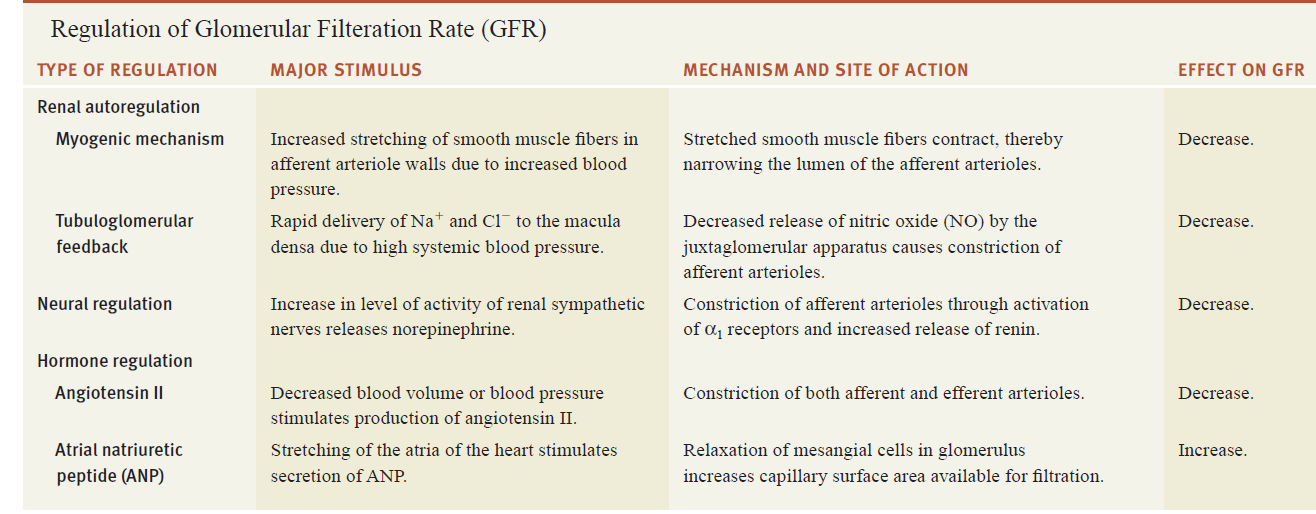 Regulation of Glomerular Filteration Rate (GFR)
TYPE OF REGULATION MAJOR STIMULUS MECHANISM AND SITE OF ACTION EFFECT ON GFR
Renal autoregulation
Myogenic mechanism Increased stretching of smooth muscle fibers in Stretched smooth muscle fibers contract, thereby Decrease.
afferent arteriole walls due to increased blood narrowing the lumen of the afferent arterioles.
pressure.
Tubuloglomerular Rapid delivery of Na⁺ and Cl⁻ to the macula Decreased release of nitric oxide (NO) by the Decrease.
feedback densa due to high systemic blood pressure. juxtaglomerular apparatus causes constriction of
afferent arterioles.
Neural regulation Increase in level of activity of renal sympathetic Constriction of afferent arterioles through activation Decrease.
nerves releases norepinephrine. of α₁ receptors and increased release of renin.
Hormone regulation
Angiotensin II Decreased blood volume or blood pressure Constriction of both afferent and efferent arterioles. Decrease.
stimulates production of angiotensin II.
Atrial natriuretic Stretching of the atria of the heart stimulates Relaxation of mesangial cells in glomerulus Increase.
peptide (ANP) secretion of ANP. increases capillary surface area available for filtration.